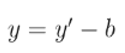 y = y′ − b